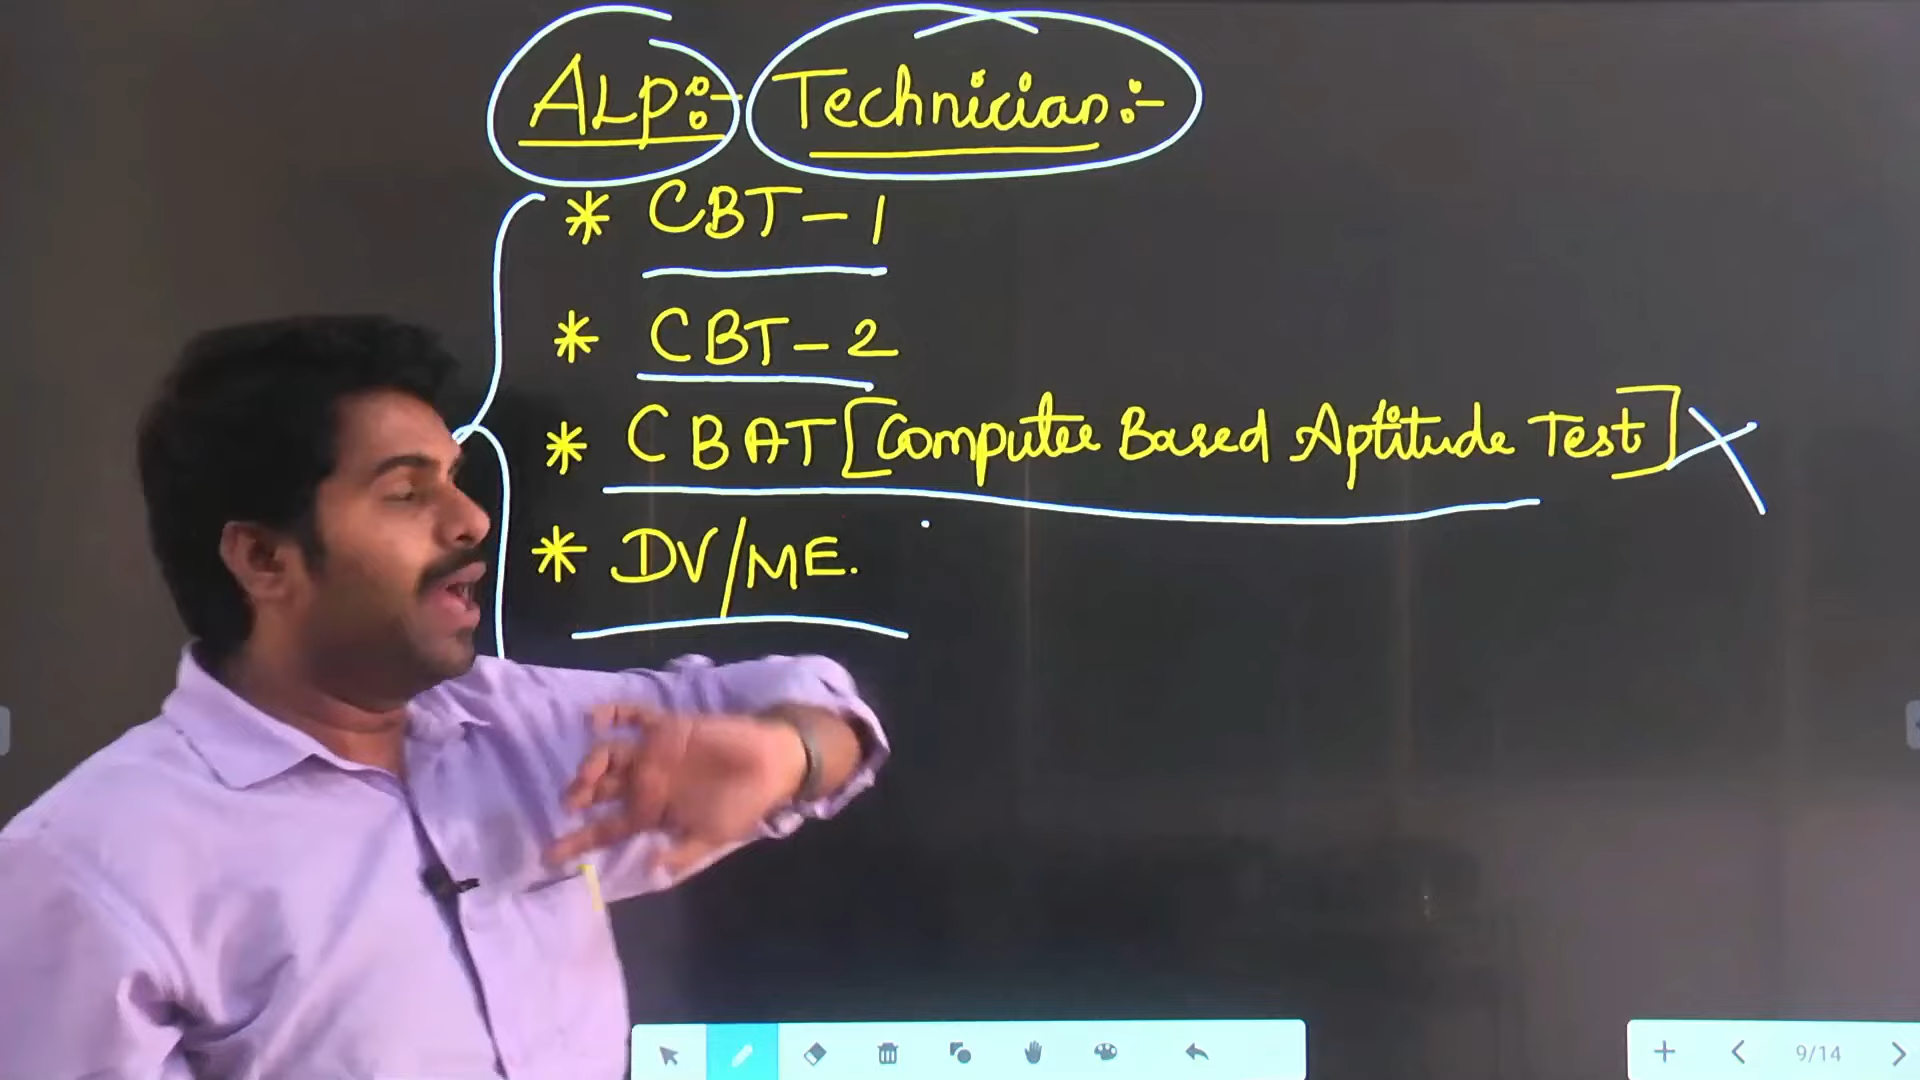 ALP:- Technician:-
* CBT-1
* CBT-2
* CBAT [Computer Based Aptitude Test] X
* DV/ME.
9/14